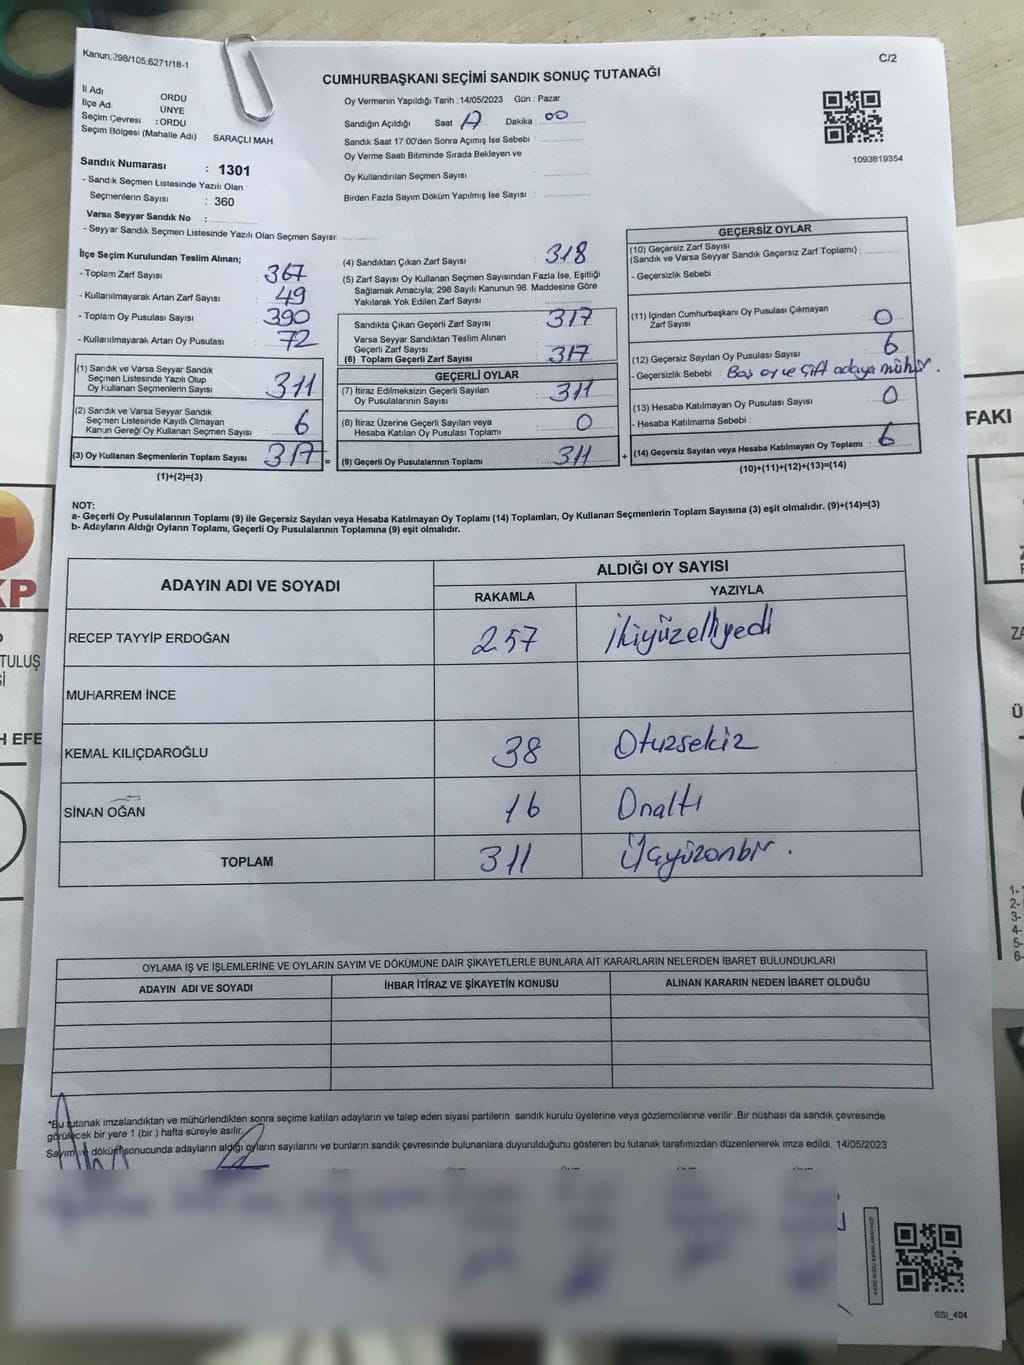 Kanun,298/105,6271/18-1
C/2
CUMHURBAŞKANI SEÇİMİ SANDIK SONUÇ TUTANAĞI
İl Adı : ORDU
İlçe Ad : ÜNYE
Seçim Çevresi : ORDU
Seçim Bölgesi (Mahalle Adı) SARAÇLI MAH.
Sandık Numarası : 1301
- Sandık Seçmen Listesinde Yazılı Olan
Seçmenlerin Sayısı : 360
Varsa Seyyar Sandık No :
- Seyyar Sandık Seçmen Listesinde Yazılı Olan Seçmen Sayısı:
Oy Vermenin Yapıldığı Tarih : 14/05/2023 Gün : Pazar
Sandığın Açıldığı Saat 17 Dakika 00
Sandık Saat 17:00'den Sonra Açımış İse Sebebi :
Oy Verme Saati Bitiminde Sırada Bekleyen ve
Oy Kullandırılan Seçmen Sayısı :
Birden Fazla Sayım Döküm Yapılmış İse Sayısı :
1093819354
İlçe Seçim Kurulundan Teslim Alınan;
- Toplam Zarf Sayısı : 367
- Kullanılmayarak Artan Zarf Sayısı : 49
- Toplam Oy Pusulası Sayısı : 390
- Kullanılmayarak Artan Oy Pusulası : 72
(1) Sandık ve Varsa Seyyar Sandık
Seçmen Listesinde Yazılı Olup
Oy Kullanan Seçmenlerin Sayısı : 311
(2) Sandık ve Varsa Seyyar Sandık
Seçmen Listesinde Kayıtlı Olmayan
Kanun Gereği Oy Kullanan Seçmen Sayısı : 6
(3) Oy Kullanan Seçmenlerin Toplam Sayısı : 317
(1)+(2)=(3)
(4) Sandıktan Çıkan Zarf Sayısı : 318
(5) Zarf Sayısı Oy Kullanan Seçmen Sayısından Fazla İse, Eşitliği
Sağlamak Amacıyla; 298 Sayılı Kanunun 98. Maddesine Göre
Yakılarak Yok Edilen Zarf Sayısı :
Sandıkta Çıkan Geçerli Zarf Sayısı : 317
Varsa Seyyar Sandıktan Teslim Alınan
Geçerli Zarf Sayısı :
(6) Toplam Geçerli Zarf Sayısı : 317
GEÇERLİ OYLAR
(7) İtiraz Edilmeksizin Geçerli Sayılan
Oy Pusulalarının Sayısı : 311
(8) İtiraz Üzerine Geçerli Sayılan veya
Hesaba Katılan Oy Pusulası Toplamı : 0
= (9) Geçerli Oy Pusulalarının Toplamı : 311
GEÇERSİZ OYLAR
(10) Geçersiz Zarf Sayısı
(Sandık ve Varsa Seyyar Sandık Geçersiz Zarf Toplamı) :
- Geçersizlik Sebebi :
(11) İçinden Cumhurbaşkanı Oy Pusulası Çıkmayan
Zarf Sayısı : 0
(12) Geçersiz Sayılan Oy Pusulası Sayısı : 6
- Geçersizlik Sebebi : Boş oy ve çift adaya mühür.
(13) Hesaba Katılmayan Oy Pusulası Sayısı : 0
- Hesaba Katılmama Sebebi :
+ (14) Geçersiz Sayılan veya Hesaba Katılmayan Oy Toplamı : 6
(10)+(11)+(12)+(13)=(14)
NOT:
a- Geçerli Oy Pusulalarının Toplamı (9) ile Geçersiz Sayılan veya Hesaba Katılmayan Oy Toplamı (14) Toplamları, Oy Kullanan Seçmenlerin Toplam Sayısına (3) eşit olmalıdır. (9)+(14)=(3)
b- Adayların Aldığı Oyların Toplamı, Geçerli Oy Pusulalarının Toplamına (9) eşit olmalıdır.
ADAYIN ADI VE SOYADI
ALDIĞI OY SAYISI
RAKAMLA YAZIYLA
RECEP TAYYİP ERDOĞAN 257 ikiyüzelliyedi
MUHARREM İNCE
KEMAL KILIÇDAROĞLU 38 Otuzsekiz
SİNAN OĞAN 16 Onaltı
TOPLAM 311 Üçyüzonbir.
OYLAMA İŞ VE İŞLEMLERİNE VE OYLARIN SAYIM VE DÖKÜMÜNE DAİR ŞİKAYETLERLE BUNLARA AİT KARARLARIN NELERDEN İBARET BULUNDUKLARI
ADAYIN ADI VE SOYADI İHBAR İTİRAZ VE ŞİKAYETİN KONUSU ALINAN KARARIN NEDEN İBARET OLDUĞU
*Bu tutanak imzalandıktan ve mühürlendikten sonra seçime katılan adayların ve talep eden siyasi partilerin sandık kurulu üyelerine veya gözlemcilerine verilir .Bir nüshası da sandık çevresinde
görülecek bir yere 1 (bir ) hafta süreyle asılır.
Sayım ve döküm sonucunda adayların aldığı oyların sayılarını ve bunların sandık çevresinde bulunanlara duyurulduğunu gösteren bu tutanak tarafımızdan düzenlenerek imza edildi. 14/05/2023
SSI_404
KP
TULUŞ
H EFE
FAKI
ZA
Ü
1-
2-
3-
4-
5-
6-